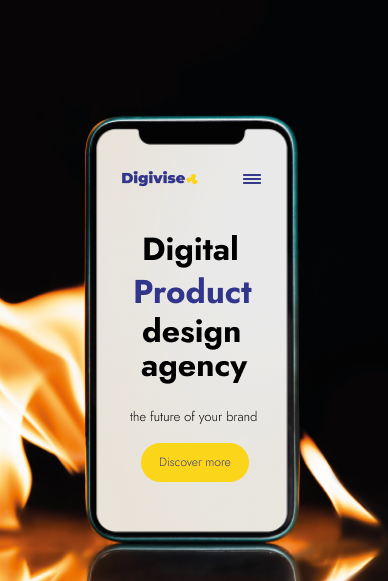 Digivise
Digital
Product
design
agency
the future of your brand
Discover more